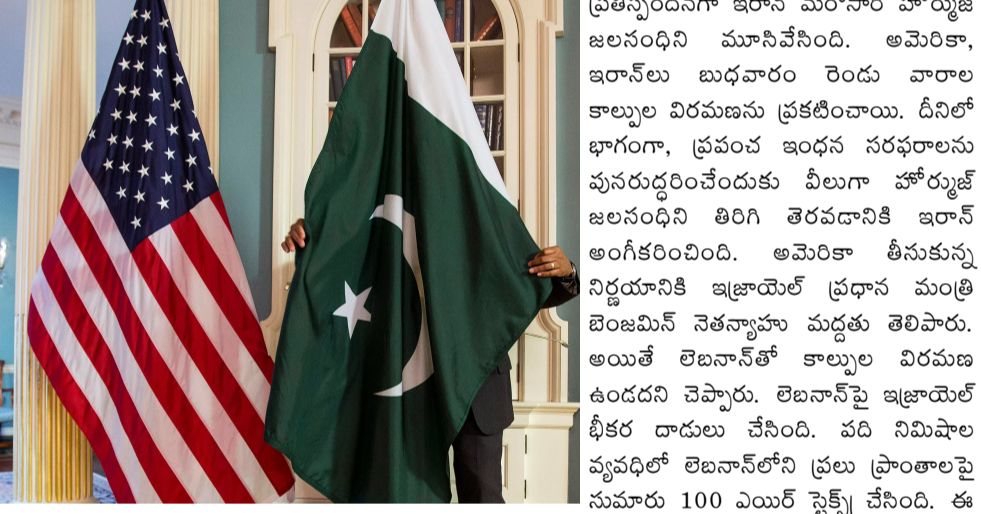 ప్రతిస్పందనగా ఇరాన్ మరోసారి హోర్ముజ్
జలసంధిని మూసివేసింది. అమెరికా,
ఇరాన్‌లు బుధవారం రెండు వారాల
కాల్పుల విరమణను ప్రకటించాయి. దీనిలో
భాగంగా, ప్రపంచ ఇంధన సరఫరాలను
పునరుద్ధరించేందుకు వీలుగా హోర్ముజ్
జలసంధిని తిరిగి తెరవడానికి ఇరాన్
అంగీకరించింది. అమెరికా తీసుకున్న
నిర్ణయానికి ఇజ్రాయెల్ ప్రధాన మంత్రి
బెంజమిన్ నెతన్యాహు మద్దతు తెలిపారు.
అయితే లెబనాన్‌తో కాల్పుల విరమణ
ఉండదని చెప్పారు. లెబనాన్‌పై ఇజ్రాయెల్
భీకర దాడులు చేసింది. పది నిమిషాల
వ్యవధిలో లెబనాన్‌లోని పలు ప్రాంతాలపై
సుమారు 100 ఎయిర్ స్ట్రైక్స్ చేసింది. ఈ